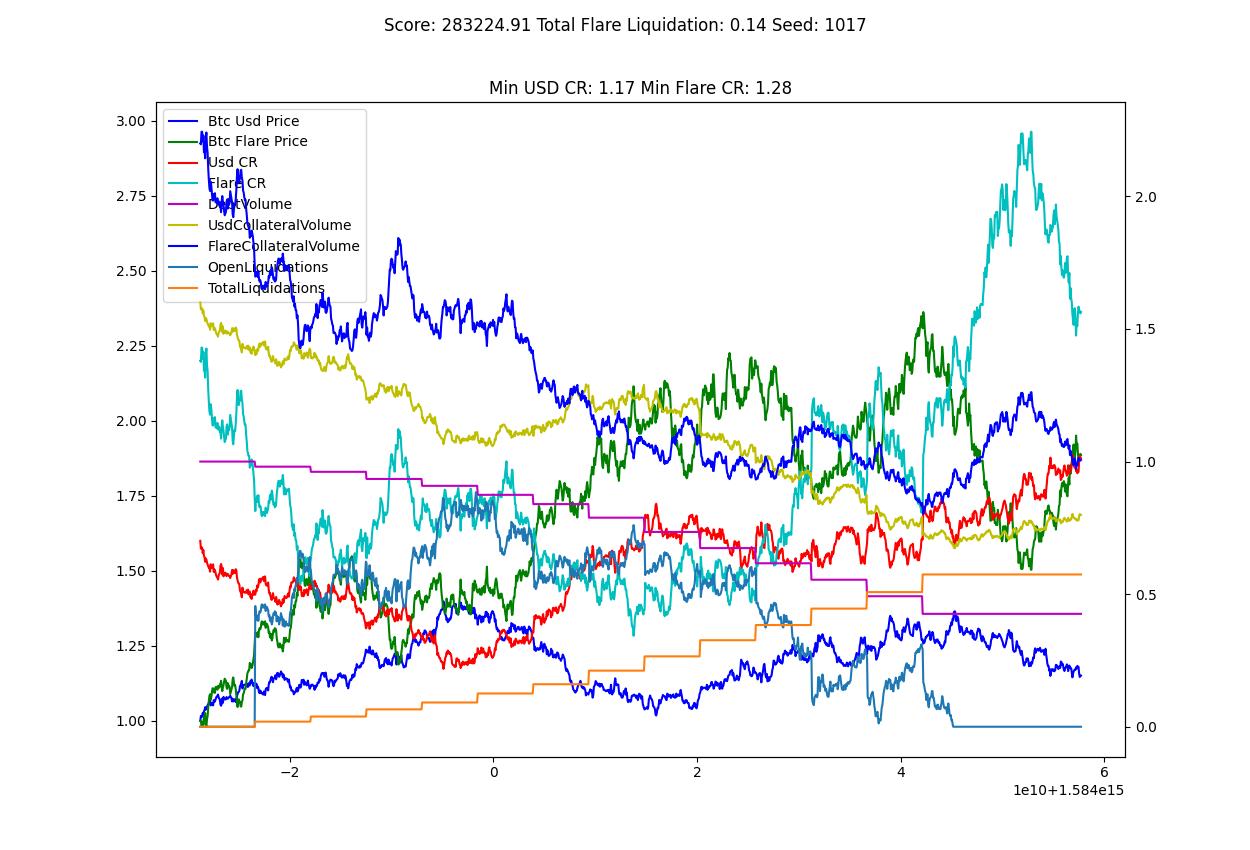 Score: 283224.91 Total Flare Liquidation: 0.14 Seed: 1017
Min USD CR: 1.17 Min Flare CR: 1.28
Btc Usd Price
Btc Flare Price
Usd CR
Flare CR
DebtVolume
UsdCollateralVolume
FlareCollateralVolume
OpenLiquidations
TotalLiquidations
3.00
2.75
2.50
2.25
2.00
1.75
1.50
1.25
1.00
2.0
1.5
1.0
0.5
0.0
−2
0
2
4
6
1e10+1.584e15